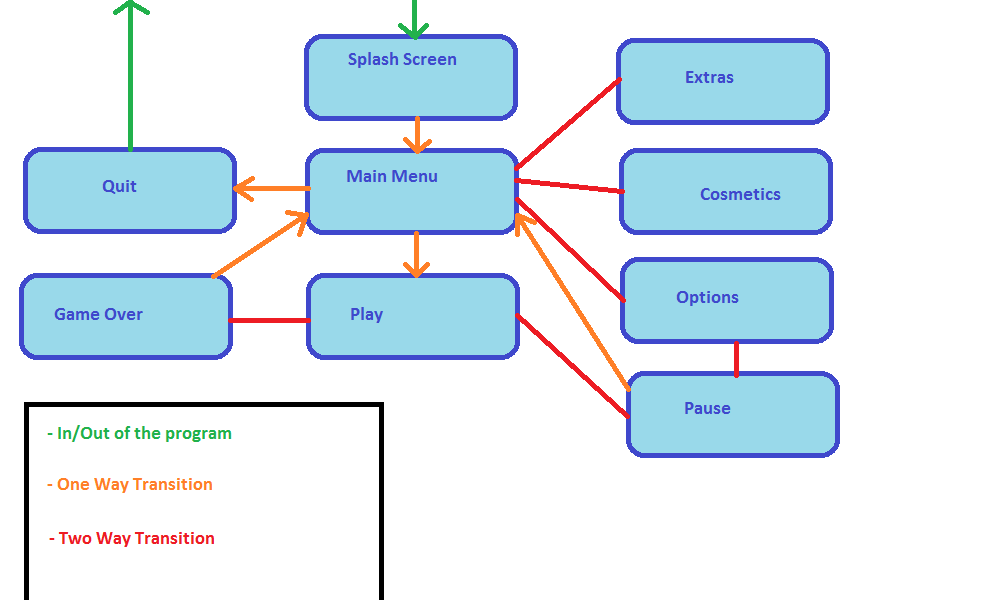 Splash Screen
Extras
Quit
Main Menu
Cosmetics
Game Over
Play
Options
Pause
- In/Out of the program
- One Way Transition
- Two Way Transition